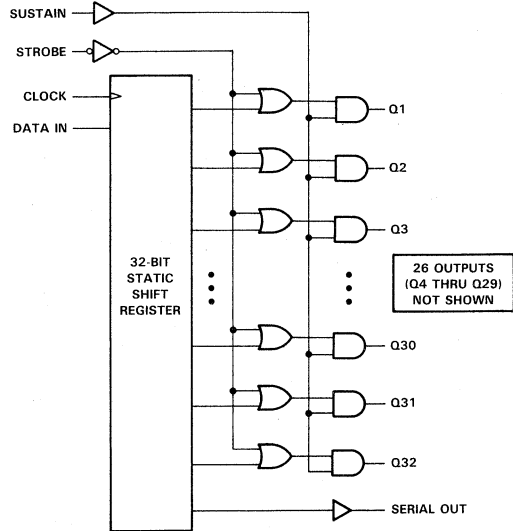 SUSTAIN
STROBE
CLOCK
DATA IN
32-BIT
STATIC
SHIFT
REGISTER
Q1
Q2
Q3
26 OUTPUTS
(Q4 THRU Q29)
NOT SHOWN
Q30
Q31
Q32
SERIAL OUT